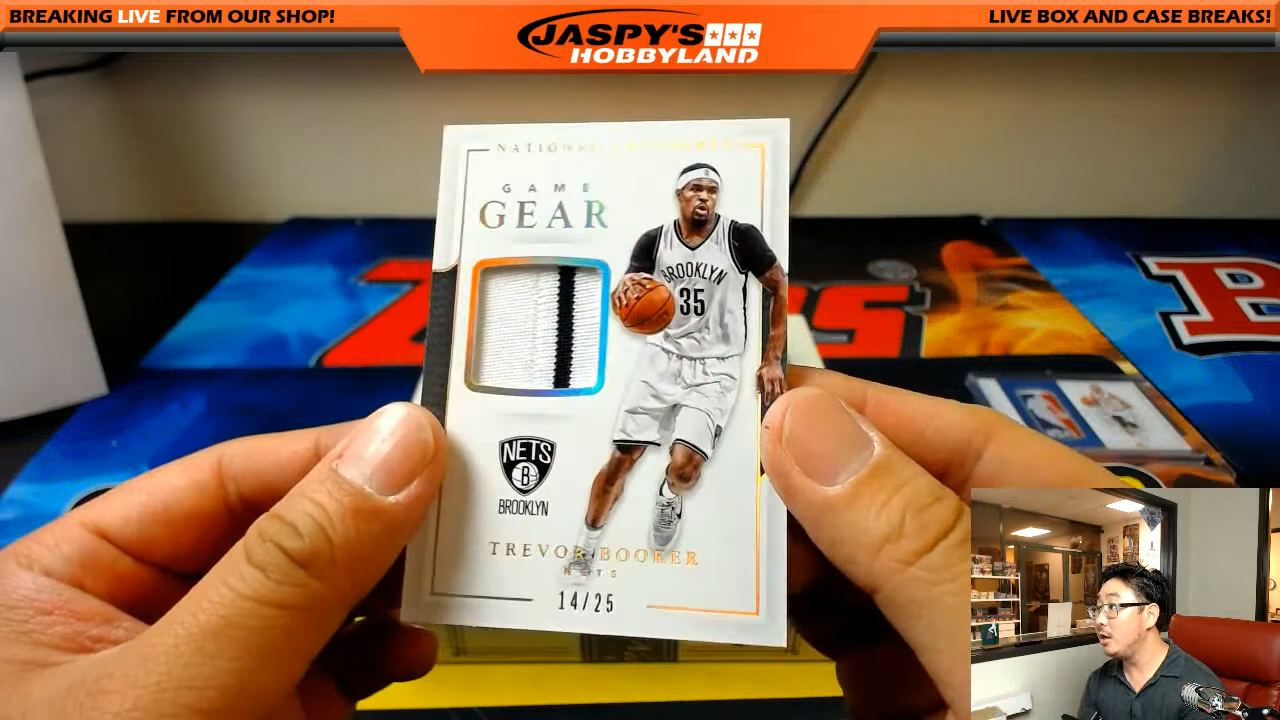 BREAKING LIVE FROM OUR SHOP!
JASPY'S
HOBBYLAND
LIVE BOX AND CASE BREAKS!
GAME
GEAR
BROOKLYN
35
NETS
B
BROOKLYN
TREVOR BOOKER
NETS
14/25